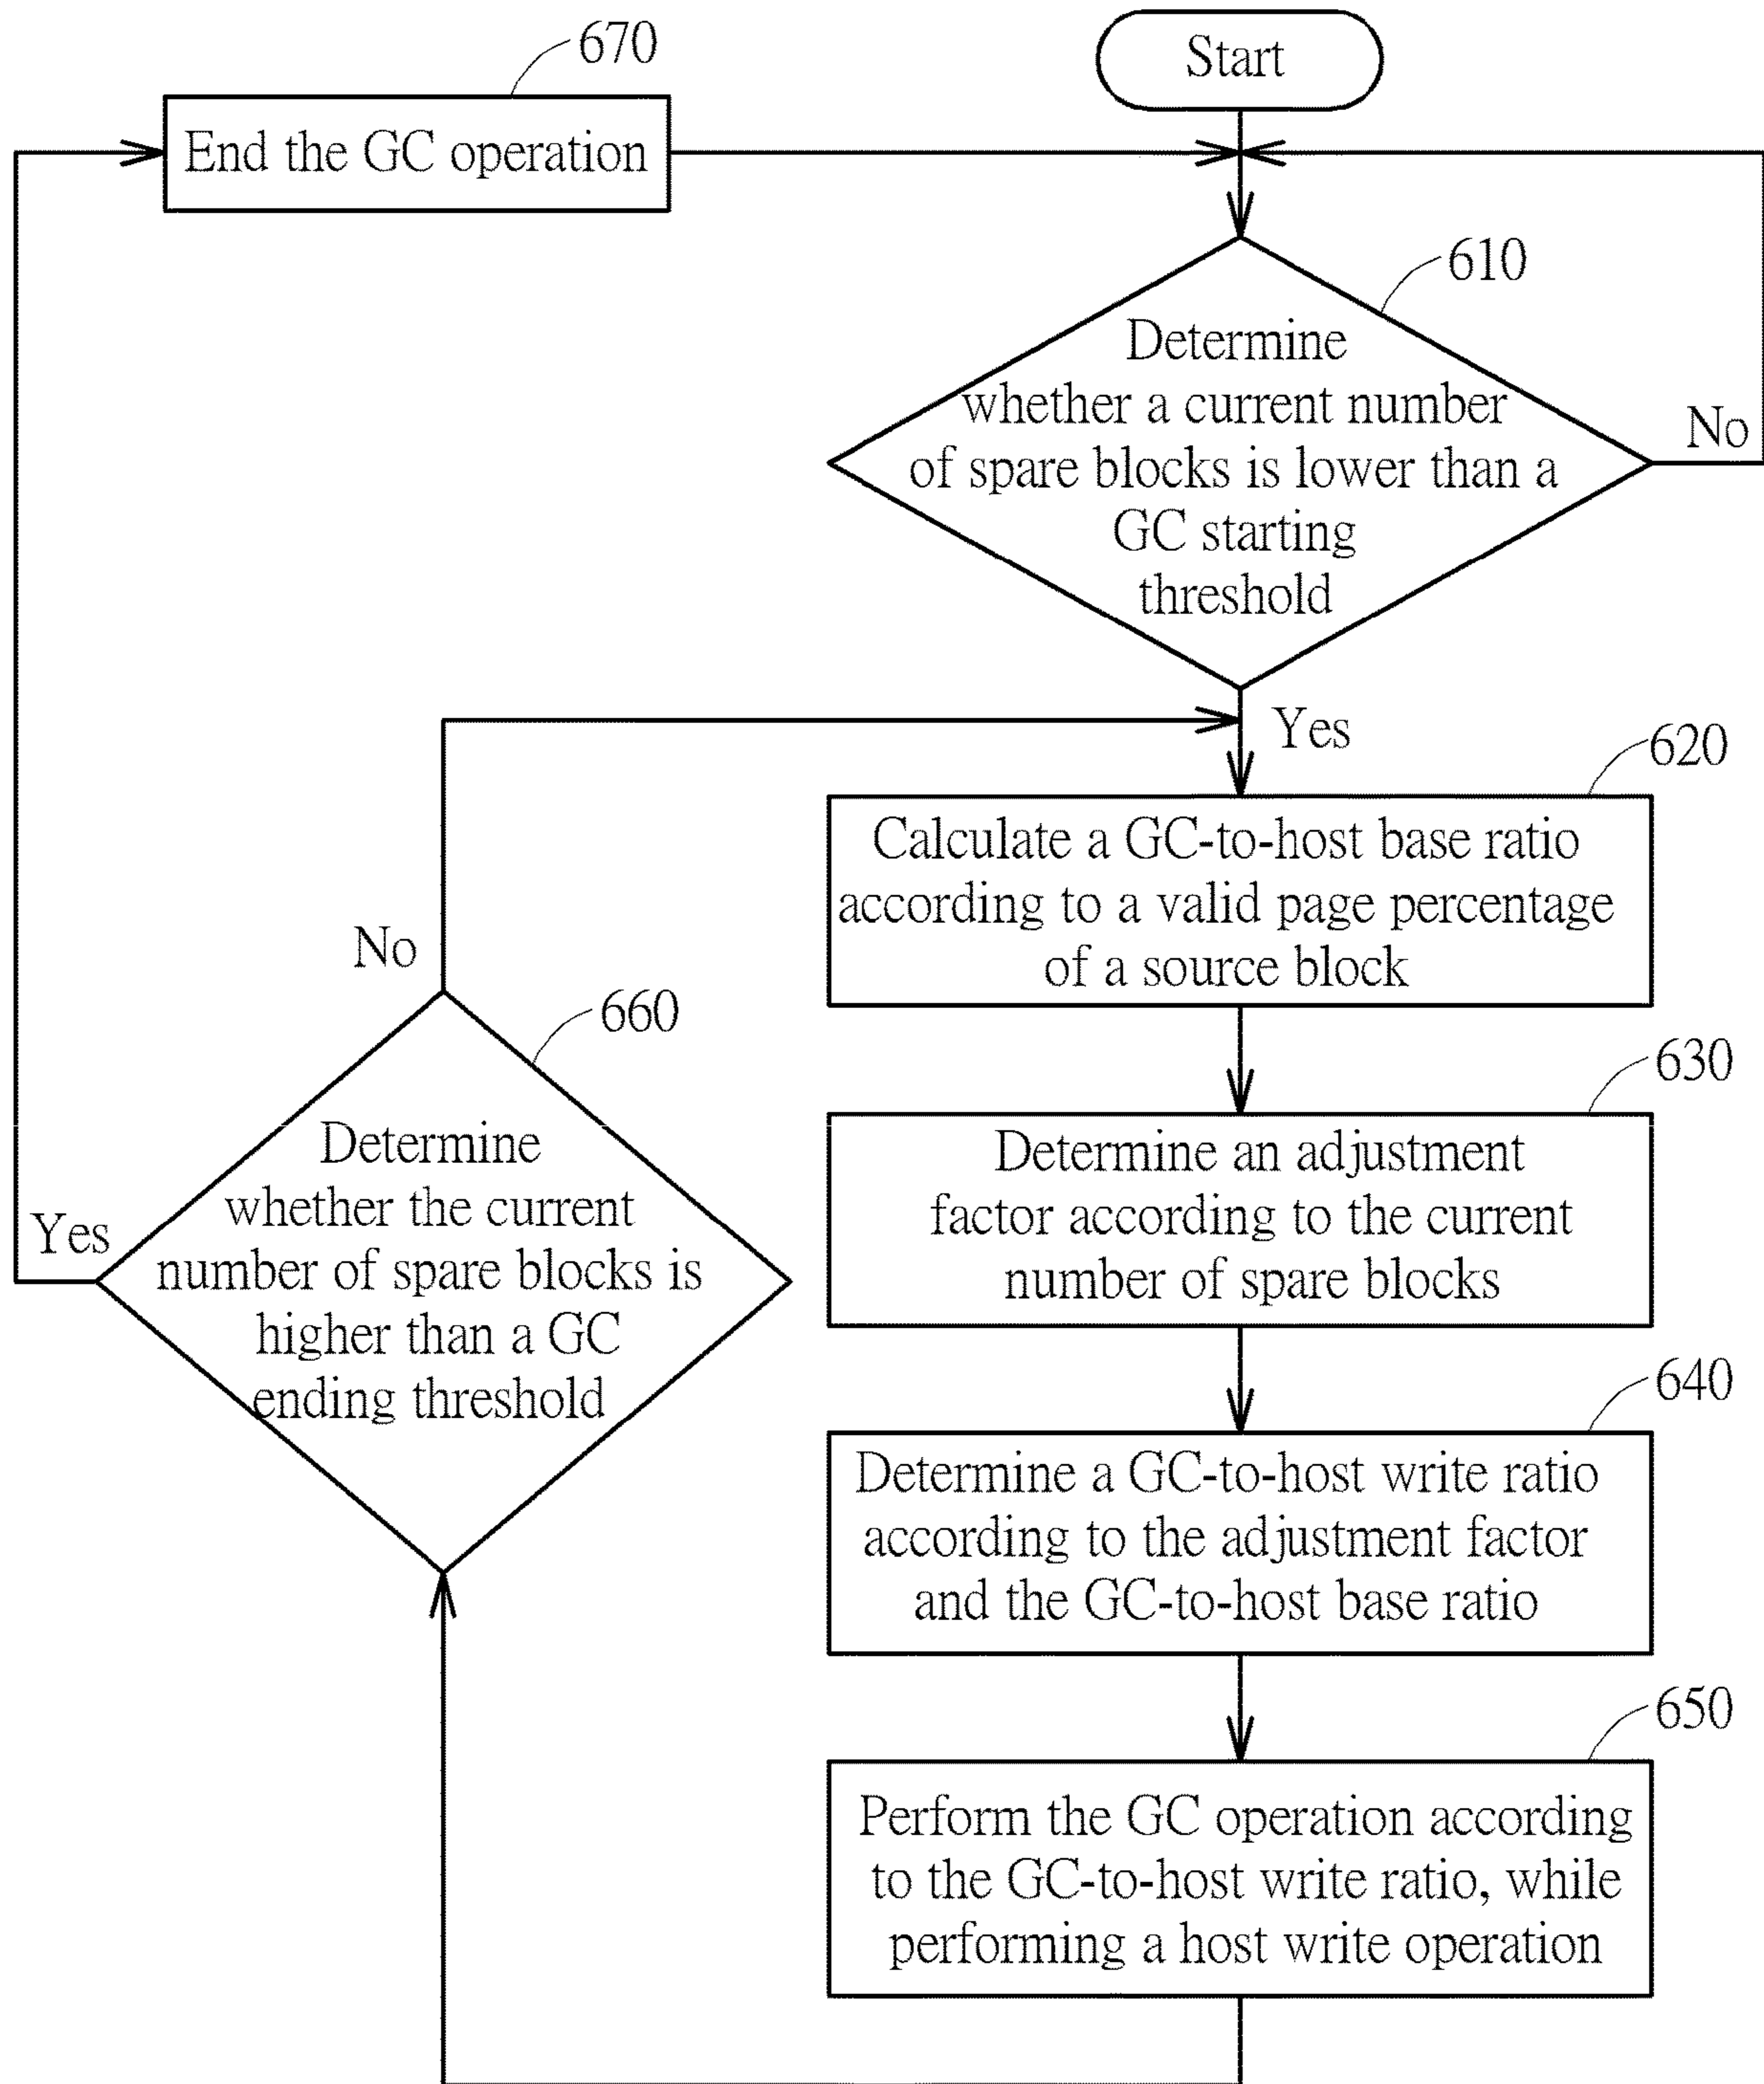 670
Start
End the GC operation
610
Determine
whether a current number
of spare blocks is lower than a
GC starting
threshold
No
Yes
620
Calculate a GC-to-host base ratio
according to a valid page percentage
of a source block
No
660
630
Determine
whether the current
number of spare blocks is
higher than a GC
ending threshold
Yes
Determine an adjustment
factor according to the current
number of spare blocks
640
Determine a GC-to-host write ratio
according to the adjustment factor
and the GC-to-host base ratio
650
Perform the GC operation according
to the GC-to-host write ratio, while
performing a host write operation